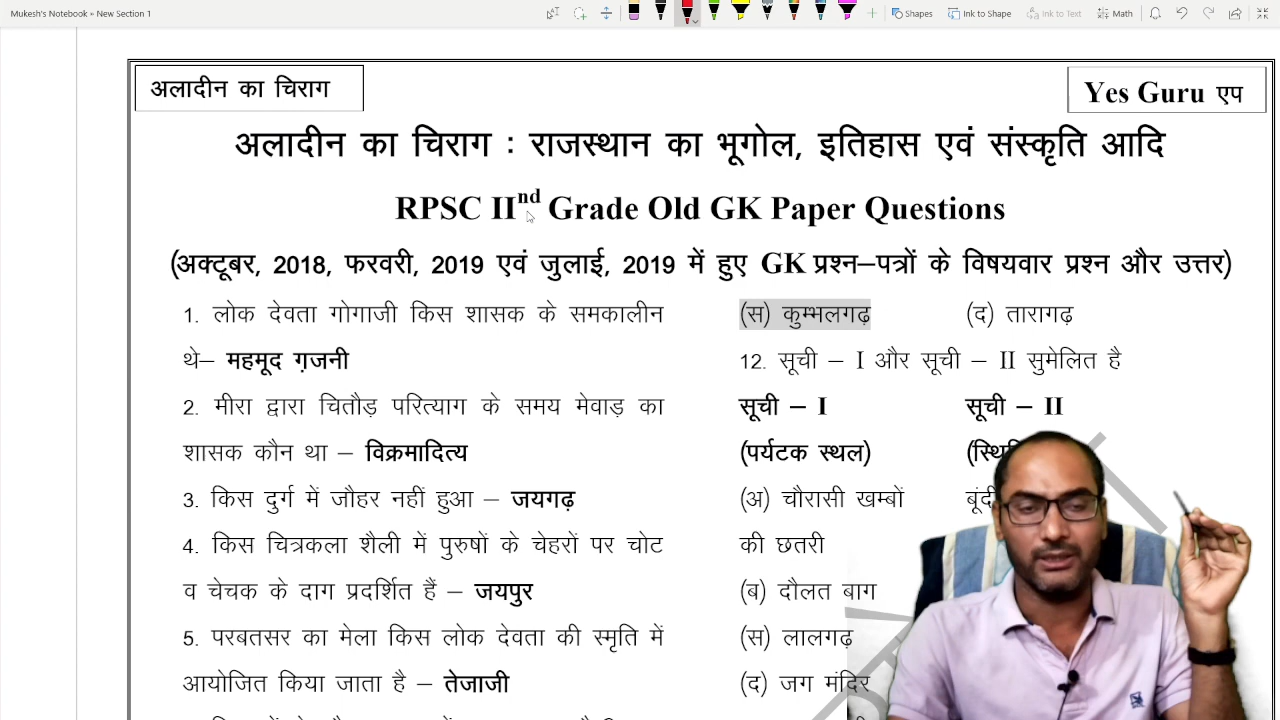 Mukesh's Notebook » New Section 1
Shapes
Ink to Shape
Ink to Text
Math
अलादीन का चिराग
Yes Guru एप
अलादीन का चिराग : राजस्थान का भूगोल, इतिहास एवं संस्कृति आदि
RPSC IInd Grade Old GK Paper Questions
(अक्टूबर, 2018, फरवरी, 2019 एवं जुलाई, 2019 में हुए GK प्रश्न–पत्रों के विषयवार प्रश्न और उत्तर)
1. लोक देवता गोगाजी किस शासक के समकालीन
थे– महमूद ग़जनी
2. मीरा द्वारा चितौड़ परित्याग के समय मेवाड़ का
शासक कौन था – विक्रमादित्य
3. किस दुर्ग में जौहर नहीं हुआ – जयगढ़
4. किस चित्रकला शैली में पुरुषों के चेहरों पर चोट
व चेचक के दाग प्रदर्शित हैं – जयपुर
5. परबतसर का मेला किस लोक देवता की स्मृति में
आयोजित किया जाता है – तेजाजी
(स) कुम्भलगढ़ (द) तारागढ़
12. सूची – I और सूची – II सुमेलित है
सूची – I सूची – II
(पर्यटक स्थल)
(अ) चौरासी खम्बों बूंदी
की छतरी
(ब) दौलत बाग
(स) लालगढ़
(द) जग मंदिर